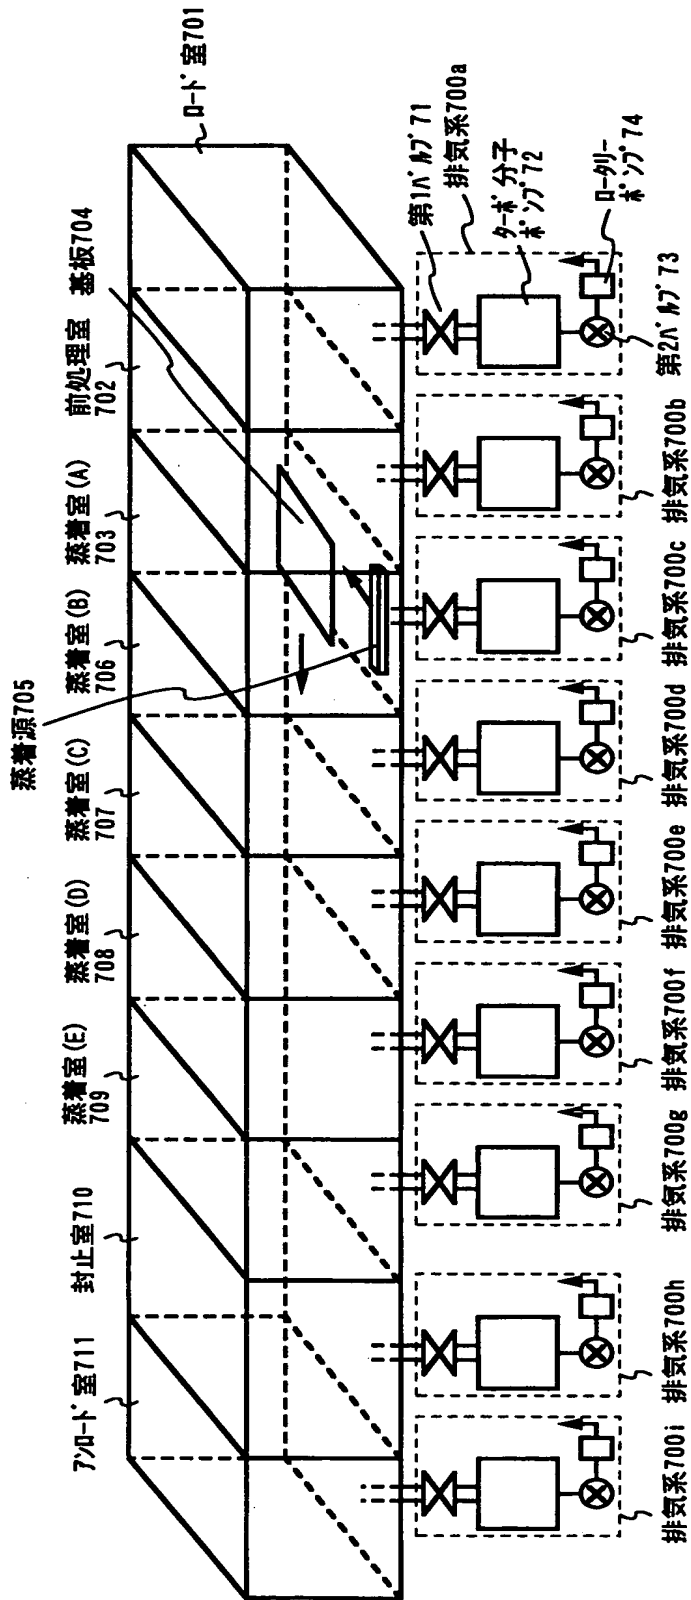 ロード室701
前処理室
702
基板704
蒸着室(A)
703
蒸着室(B)
706
蒸着源705
蒸着室(C)
707
蒸着室(D)
708
蒸着室(E)
709
封止室710
アンロード室711
第1バルブ71
排気系700a
ターボ分子
ポンプ72
ロータリー
ポンプ74
第2バルブ73
排気系700b
排気系700c
排気系700d
排気系700e
排気系700f
排気系700g
排気系700h
排気系700i